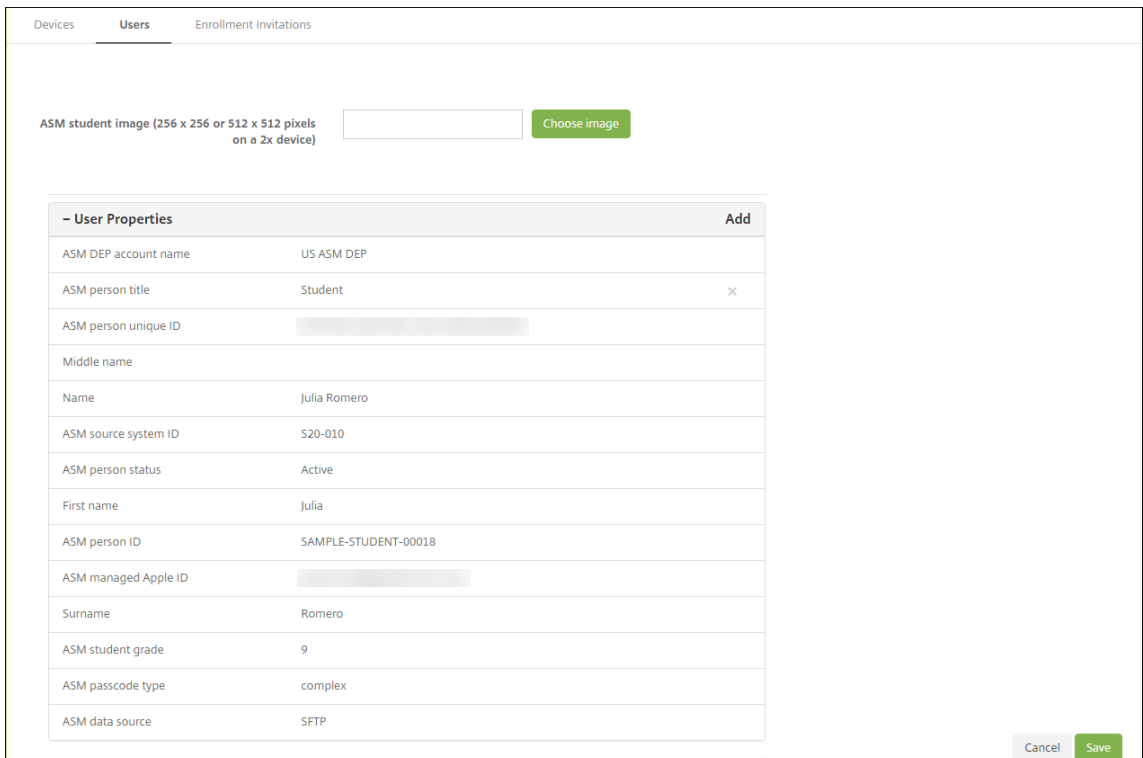 Devices Users Enrollment Invitations
ASM student image (256 x 256 or 512 x 512 pixels
on a 2x device)
Choose image
– User Properties Add
ASM DEP account name US ASM DEP
ASM person title Student ×
ASM person unique ID
Middle name
Name Julia Romero
ASM source system ID S20-010
ASM person status Active
First name Julia
ASM person ID SAMPLE-STUDENT-00018
ASM managed Apple ID
Surname Romero
ASM student grade 9
ASM passcode type complex
ASM data source SFTP
Cancel Save